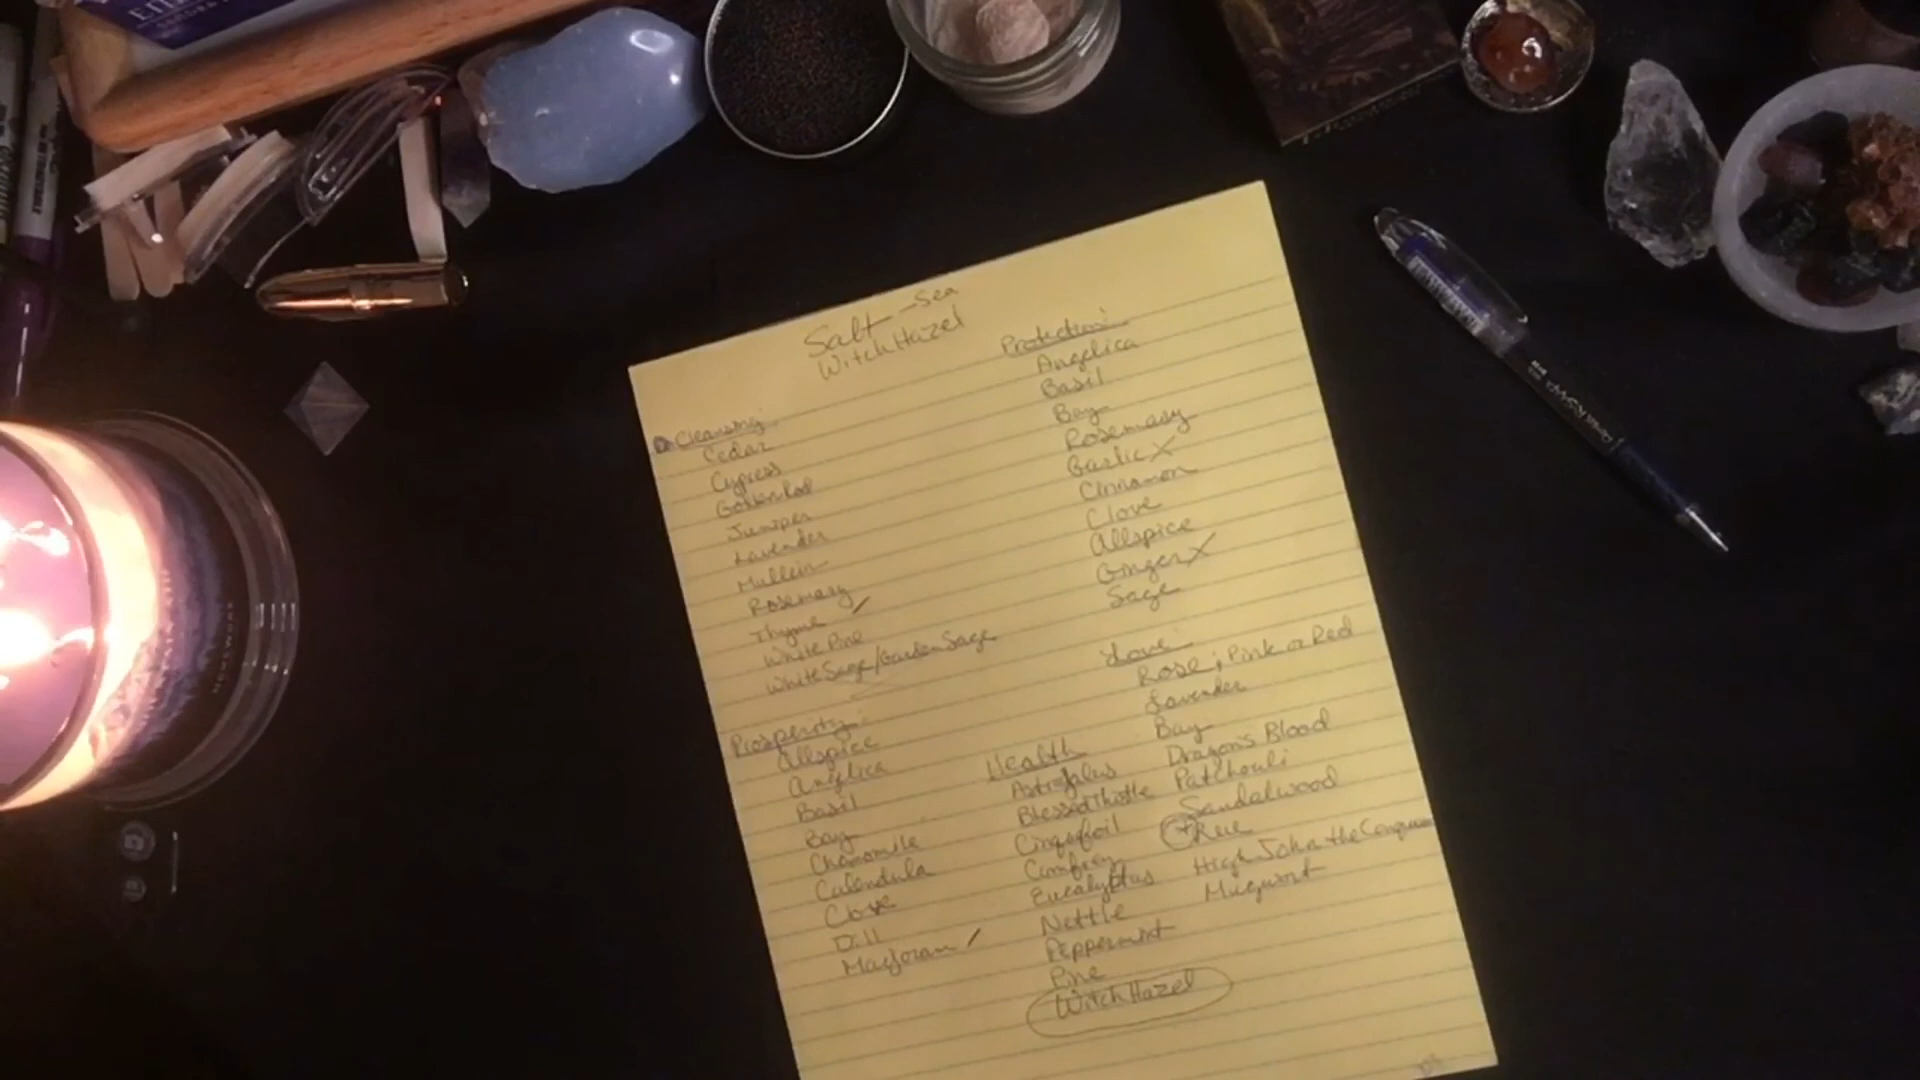 Salt - Sea
Witch Hazel
Cleansing:
Cedar
Cypress
Goldenrod
Juniper
Lavender
Mullein
Rosemary
Thyme /
White Pine
White Sage/Garden Sage
Prosperity:
Allspice
Angelica
Basil
Bay
Chamomile
Calendula
Clove
Dill
Marjoram /
Protection:
Angelica
Basil
Bay
Rosemary
Garlic X
Cinnamon
Clove
Allspice
Ginger X
Sage
Love:
Rose; Pink or Red
Lavender
Bay
Dragon's Blood
Patchouli
Sandalwood
+ Rue
High John the Conqueror
Mugwort
Health
Astragalus
Blessed Thistle
Cinqfoil
Comfrey
Eucalyptus
Nettle
Peppermint
Pine
Witch Hazel